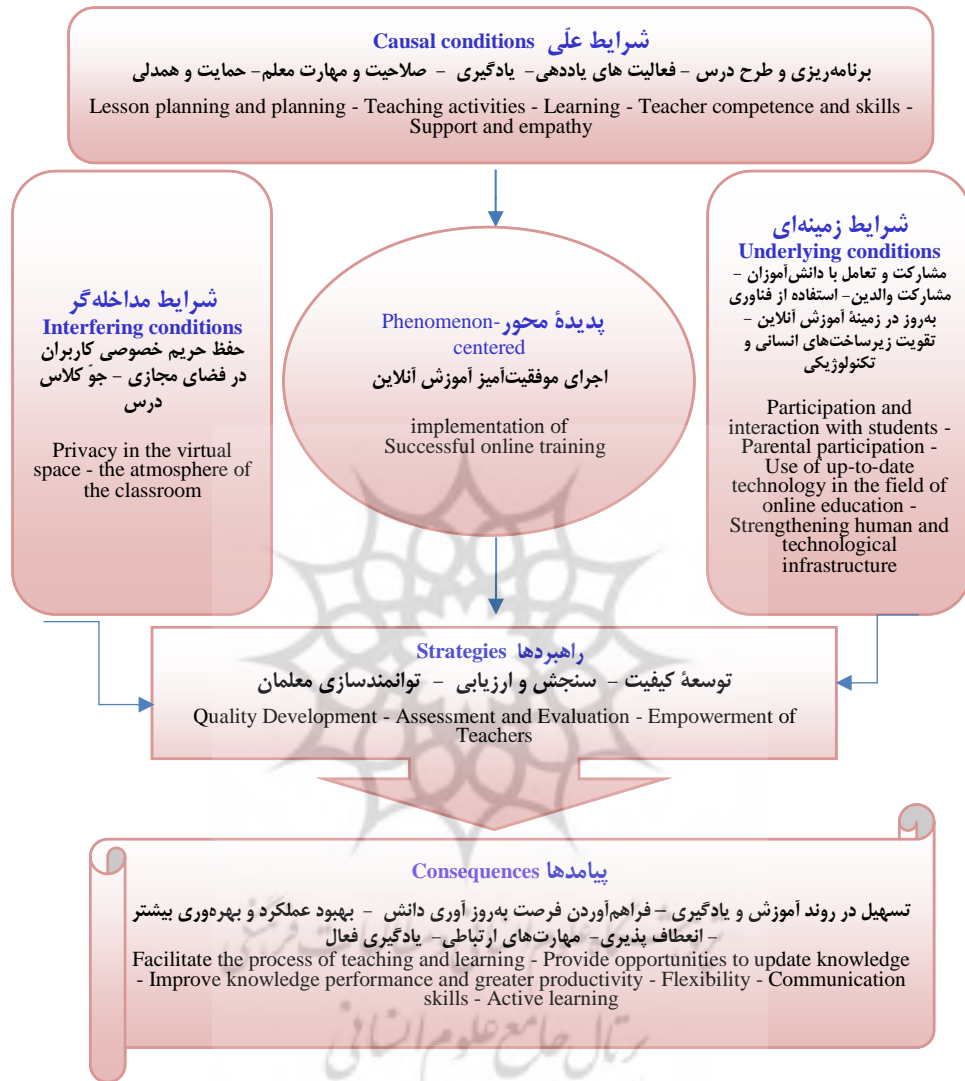 شرایط علّی Causal conditions
برنامه‌ریزی و طرح درس – فعالیت های یاددهی– یادگیری – صلاحیت و مهارت معلم– حمایت و همدلی
Lesson planning and planning - Teaching activities - Learning - Teacher competence and skills -
Support and empathy
شرایط زمینه‌ای
Underlying conditions
مشارکت و تعامل با دانش‌آموزان –
مشارکت والدین– استفاده از فناوری
به‌روز در زمینهٔ آموزش آنلاین –
تقویت زیرساخت‌های انسانی و
تکنولوژیکی
Participation and
interaction with students -
Parental participation -
Use of up-to-date
technology in the field of
online education -
Strengthening human and
technological
infrastructure
پدیدهٔ محور-Phenomenon
centered
اجرای موفقیت‌آمیز آموزش آنلاین
implementation of
Successful online training
شرایط مداخله‌گر
Interfering conditions
حفظ حریم خصوصی کاربران
در فضای مجازی – جوّ کلاس
درس
Privacy in the virtual
space - the atmosphere of
the classroom
راهبردها Strategies
توسعهٔ کیفیت – سنجش و ارزیابی – توانمندسازی معلمان
Quality Development - Assessment and Evaluation - Empowerment of
Teachers
پیامدها Consequences
تسهیل در روند آموزش و یادگیری – فراهم‌آوردن فرصت به‌روز آوری دانش – بهبود عملکرد و بهره‌وری بیشتر
– انعطاف پذیری– مهارت‌های ارتباطی– یادگیری فعال
Facilitate the process of teaching and learning - Provide opportunities to update knowledge
- Improve knowledge performance and greater productivity - Flexibility - Communication
skills - Active learning
پژوهشگاه علوم انسانی و مطالعات فرهنگی
پرتال جامع علوم انسانی